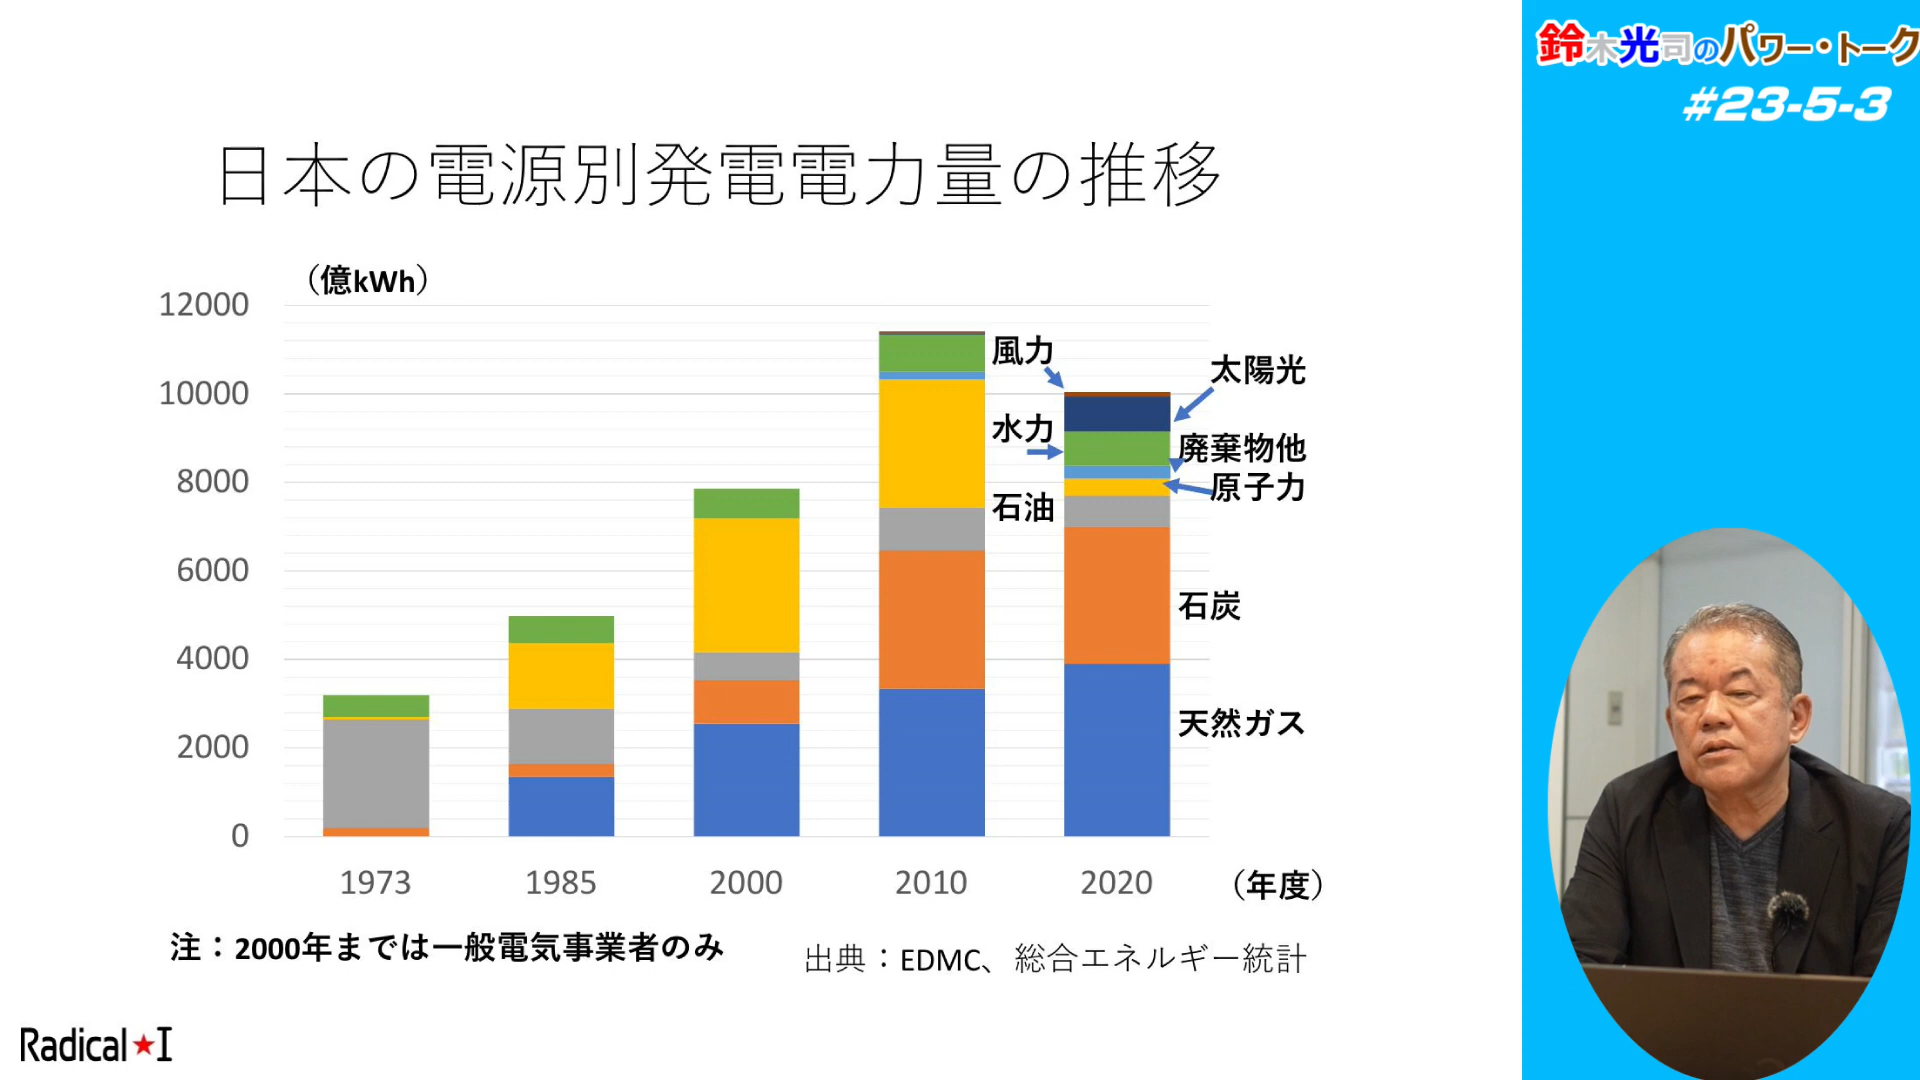 鈴木光司のパワー・トーク
#23-5-3
日本の電源別発電電力量の推移
（億kWh）
12000
10000
8000
6000
4000
2000
0
風力
太陽光
水力
廃棄物他
原子力
石油
石炭
天然ガス
1973 1985 2000 2010 2020 （年度）
注：2000年までは一般電気事業者のみ
出典：EDMC、総合エネルギー統計
Radical★I